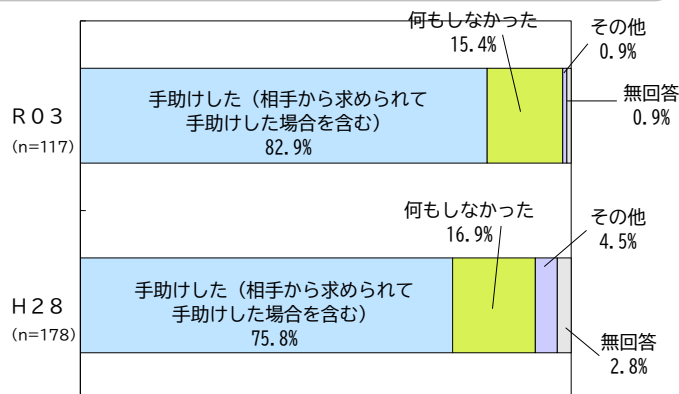 何もしなかった
15.4%
その他
0.9%
無回答
0.9%
R03
(n=117)
手助けした（相手から求められて
手助けした場合を含む）
82.9%
何もしなかった
16.9%
その他
4.5%
H28
(n=178)
手助けした（相手から求められて
手助けした場合を含む）
75.8%
無回答
2.8%